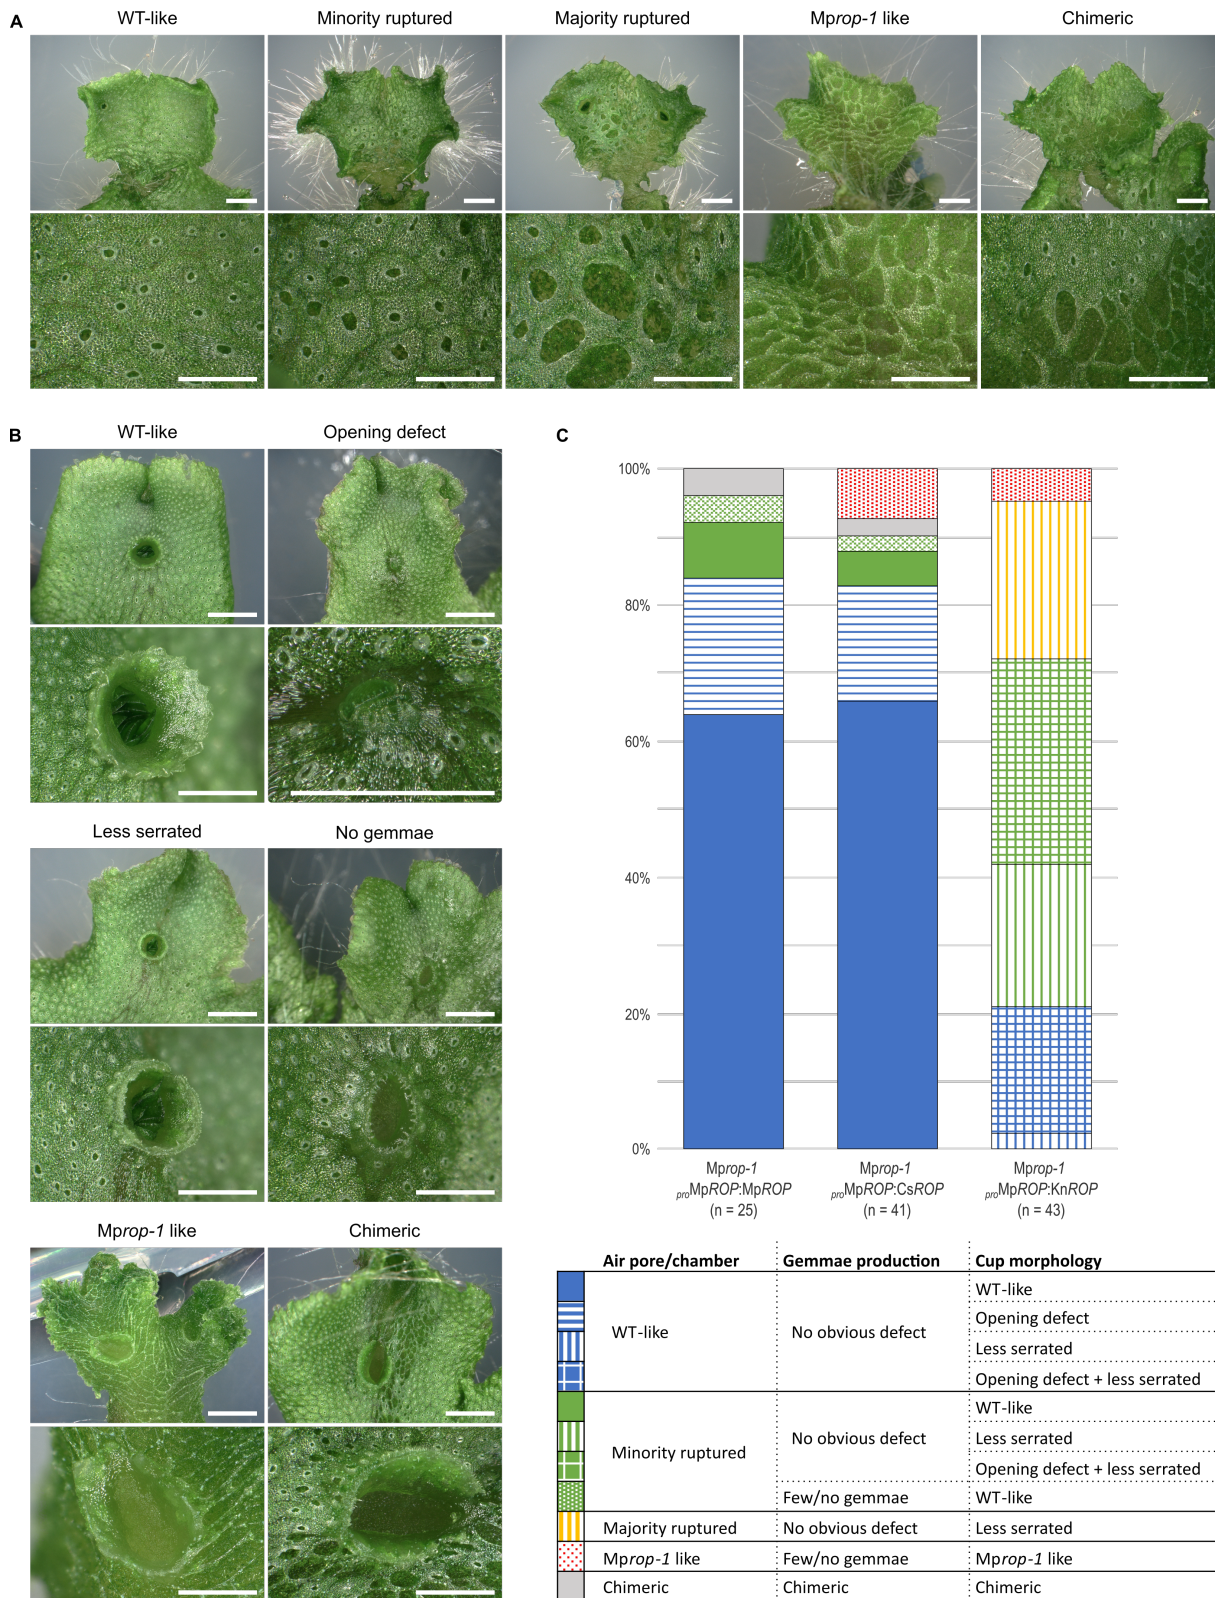 A
WT-like
Minority ruptured
Majority ruptured
Mprop-1 like
Chimeric
B
WT-like
Opening defect
Less serrated
No gemmae
Mprop-1 like
Chimeric
C
100%
80%
60%
40%
20%
0%
Mprop-1
proMpROP:MpROP
(n = 25)
Mprop-1
proMpROP:CsROP
(n = 41)
Mprop-1
proMpROP:KnROP
(n = 43)
Air pore/chamber Gemmae production Cup morphology
WT-like No obvious defect WT-like
Opening defect
Less serrated
Opening defect + less serrated
Minority ruptured No obvious defect WT-like
Less serrated
Opening defect + less serrated
Few/no gemmae WT-like
Majority ruptured No obvious defect Less serrated
Mprop-1 like Few/no gemmae Mprop-1 like
Chimeric Chimeric Chimeric